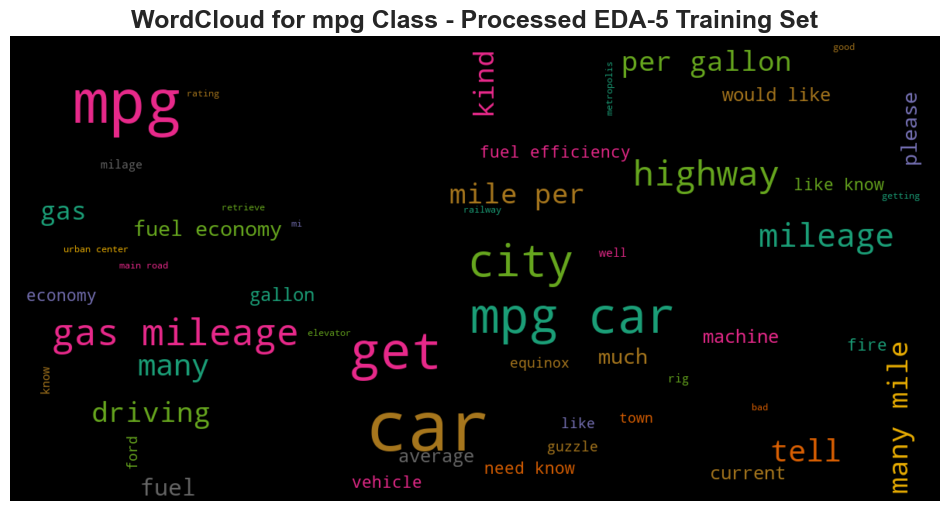 WordCloud for mpg Class - Processed EDA-5 Training Set
good
kind
per gallon
metropolis
mpg
rating
would like
please
milage
fuel efficiency
highway
like know
mile per
getting
gas
retrieve
railway
fuel economy
mi
mileage
urban center
city
well
main road
economy
gallon
mpg car
gas mileage
elevator
get
machine
many
equinox
much
fire
know
rig
many mile
driving
car
bad
like
town
ford
average
guzzle
tell
need know
current
fuel
vehicle